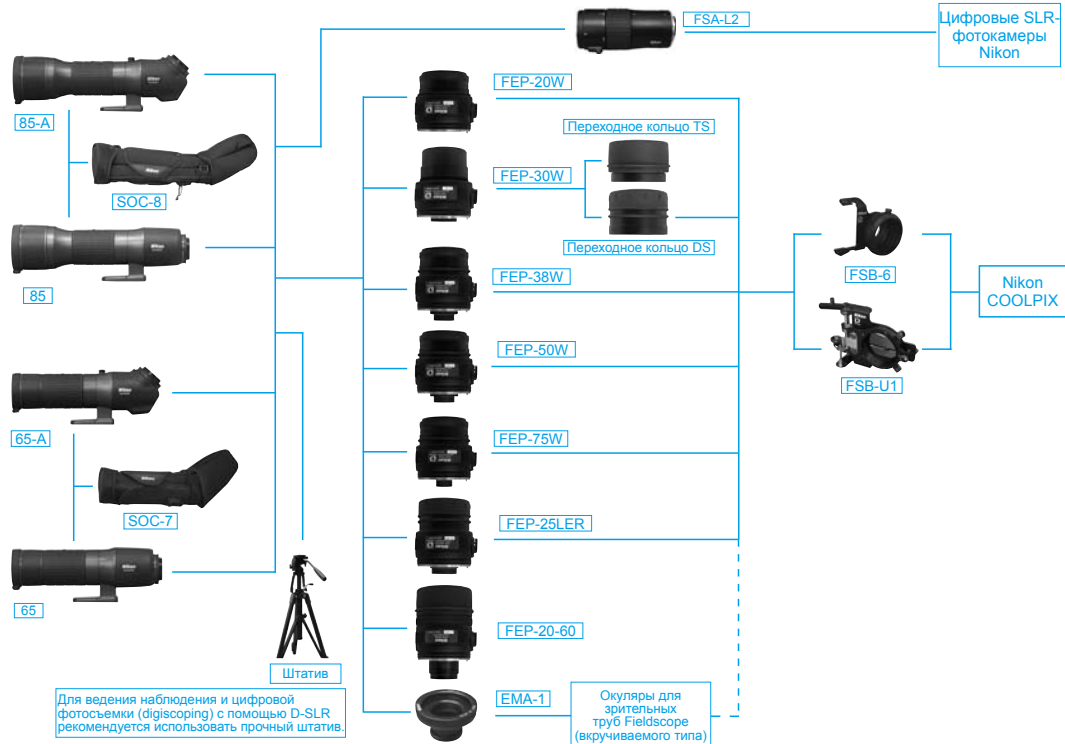 FSA-L2
Цифровые SLR-
фотокамеры
Nikon
85-A
SOC-8
85
65-A
SOC-7
65
Штатив
Для ведения наблюдения и цифровой
фотосъемки (digiscoping) с помощью D-SLR
рекомендуется использовать прочный штатив.
FEP-20W
FEP-30W
Переходное кольцо TS
Переходное кольцо DS
FEP-38W
FEP-50W
FEP-75W
FEP-25LER
FEP-20-60
EMA-1
Окуляры для
зрительных
труб Fieldscope
(вкручиваемого типа)
FSB-6
FSB-U1
Nikon
COOLPIX